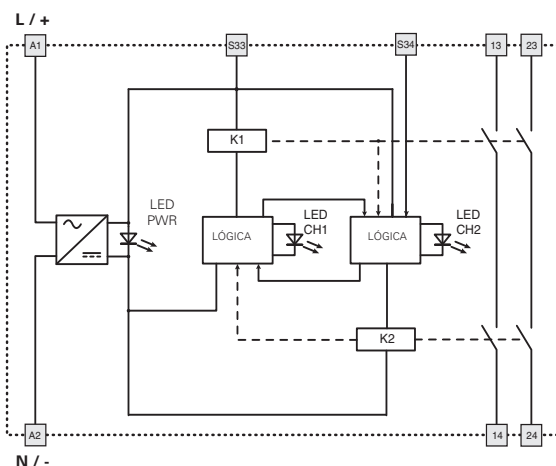 L / +
A1
S33
S34
13
23
K1
LED
PWR
LÓGICA
LED
CH1
LÓGICA
LED
CH2
K2
A2
14
24
N / -